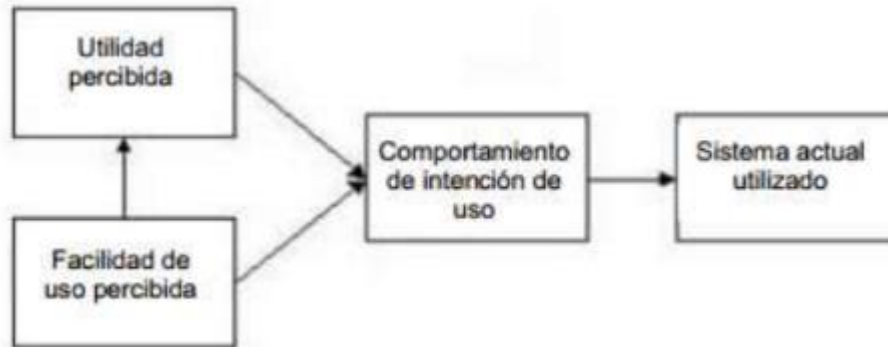 Utilidad
percibida
Facilidad de
uso percibida
Comportamiento
de intención de
uso
Sistema actual
utilizado